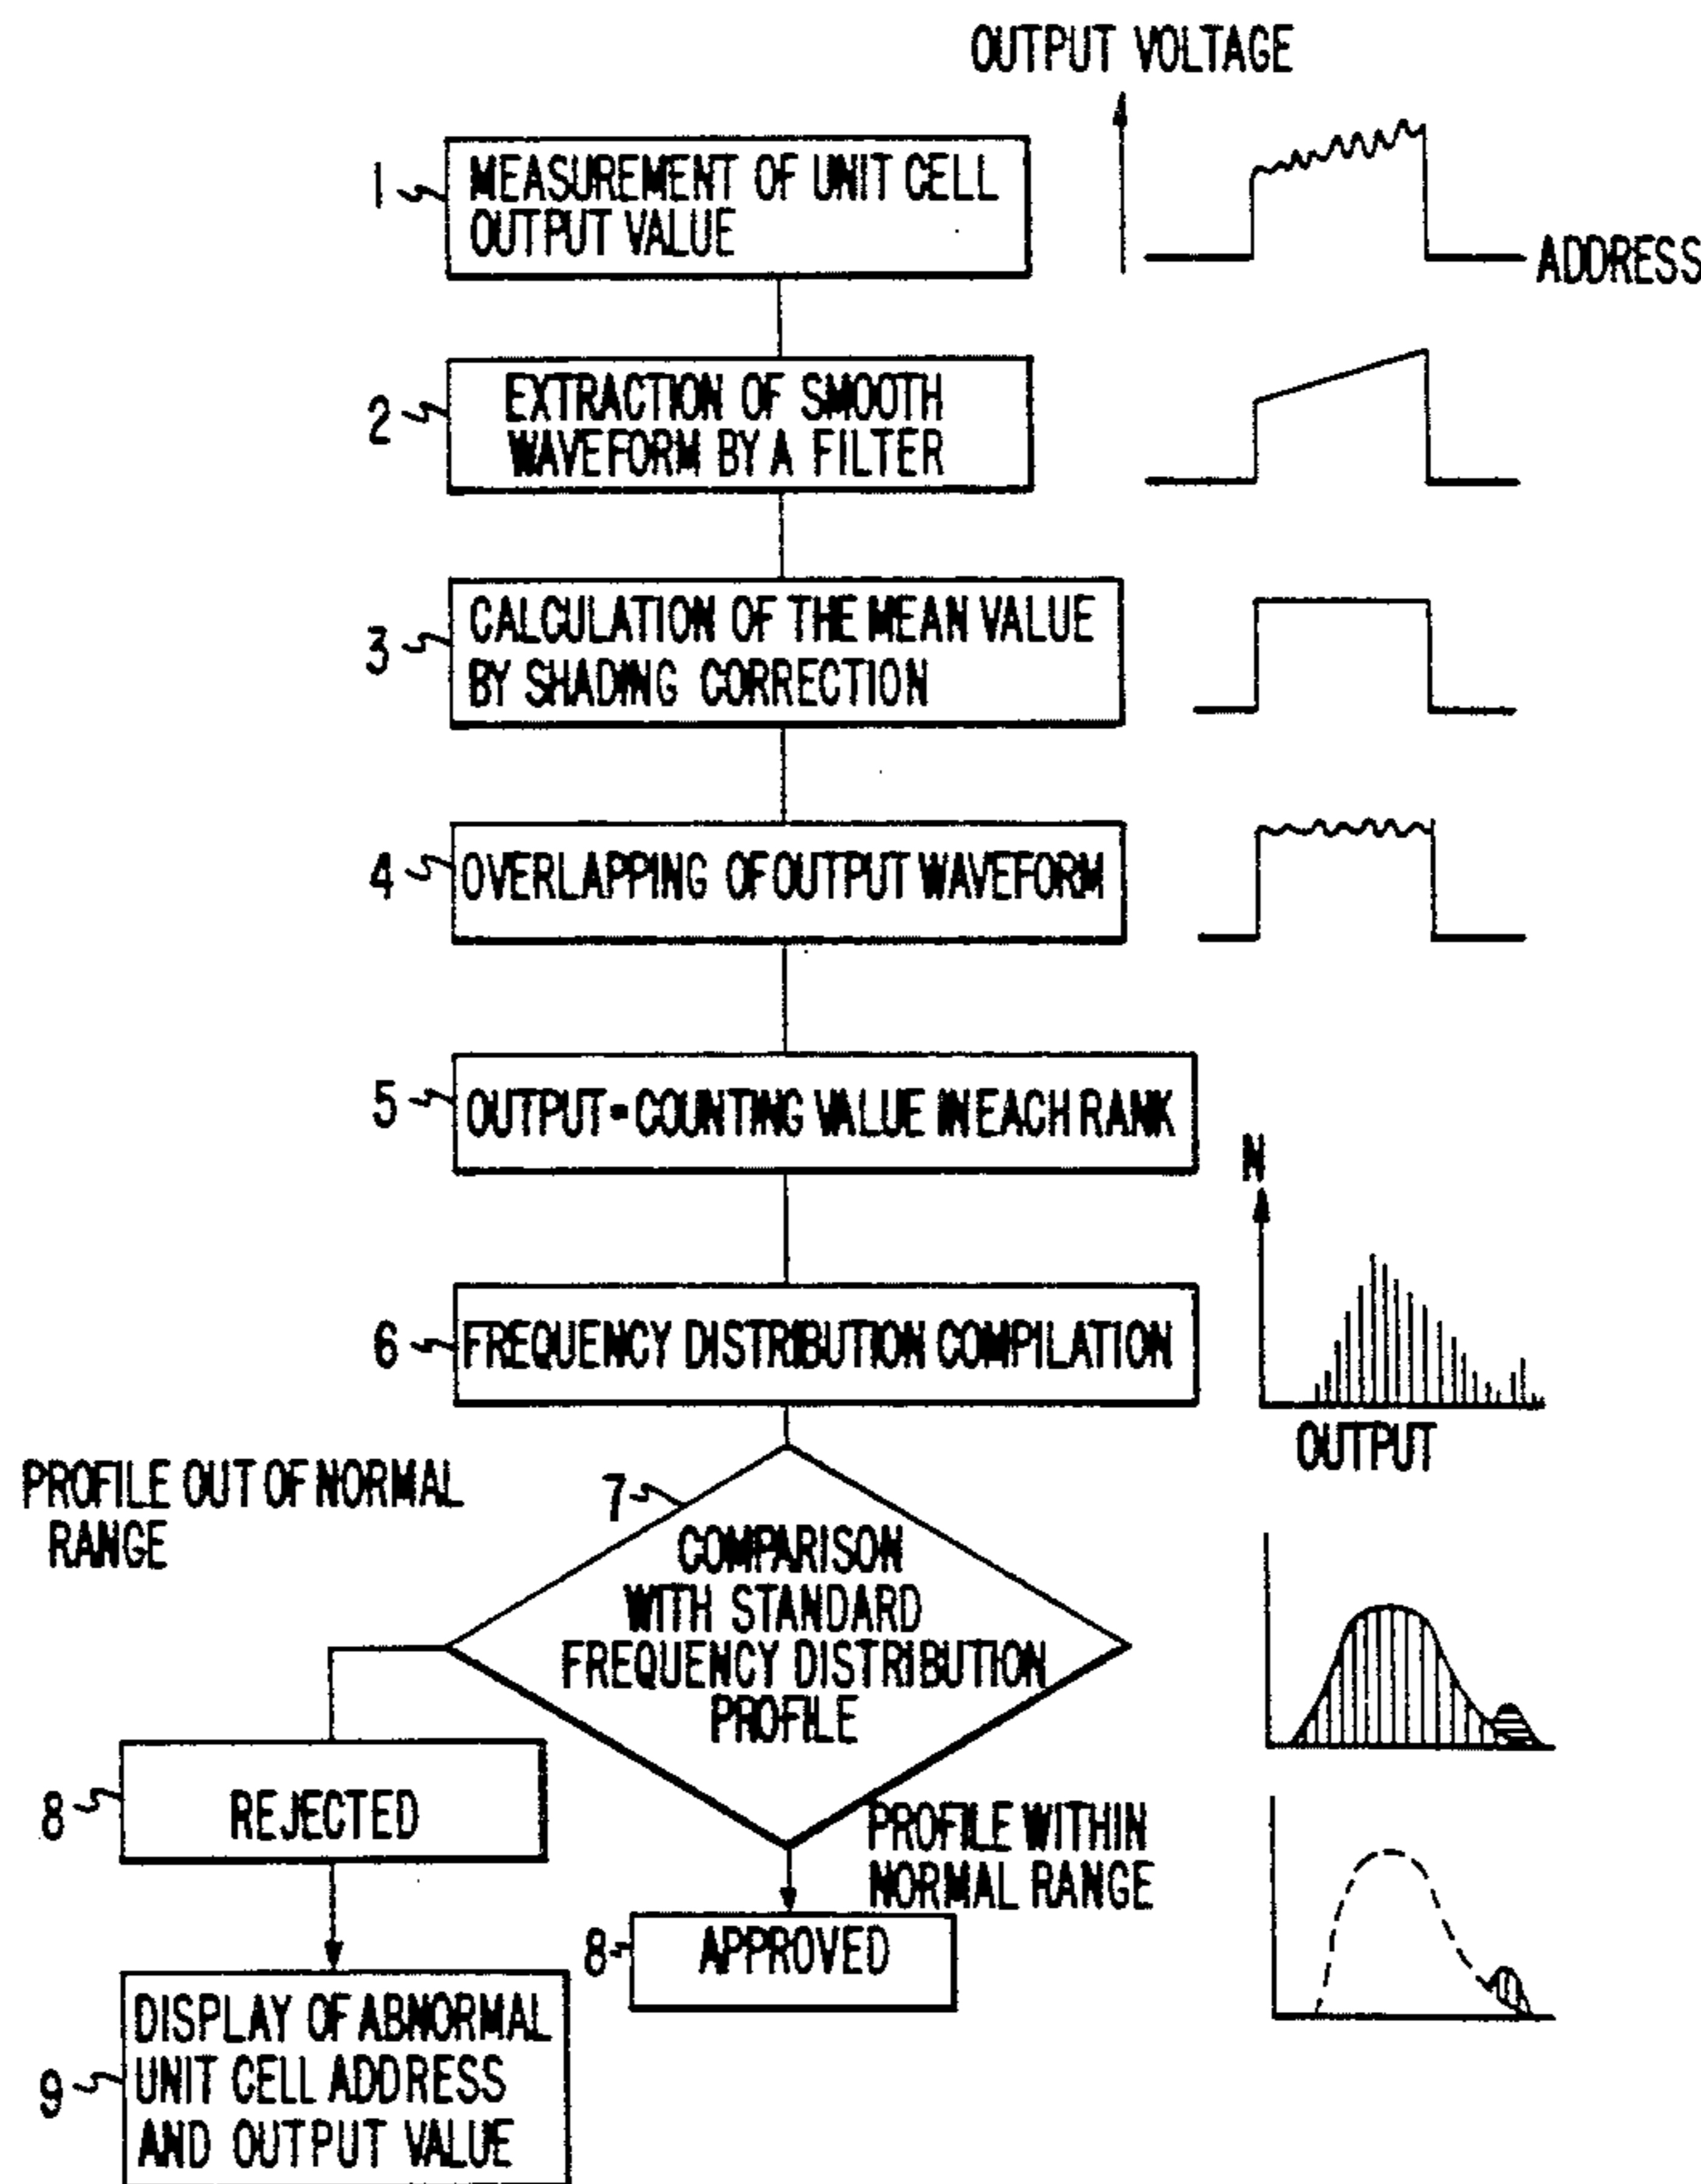 OUTPUT VOLTAGE
1
MEASUREMENT OF UNIT CELL
OUTPUT VALUE
ADDRESS
2
EXTRACTION OF SMOOTH
WAVEFORM BY A FILTER
3
CALCULATION OF THE MEAN VALUE
BY SHADING CORRECTION
4
OVERLAPPING OF OUTPUT WAVEFORM
5
OUTPUT-COUNTING VALUE IN EACH RANK
N
6
FREQUENCY DISTRIBUTION COMPILATION
OUTPUT
PROFILE OUT OF NORMAL
RANGE
7
COMPARISON
WITH STANDARD
FREQUENCY DISTRIBUTION
PROFILE
8
REJECTED
PROFILE WITHIN
NORMAL RANGE
8
APPROVED
9
DISPLAY OF ABNORMAL
UNIT CELL ADDRESS
AND OUTPUT VALUE